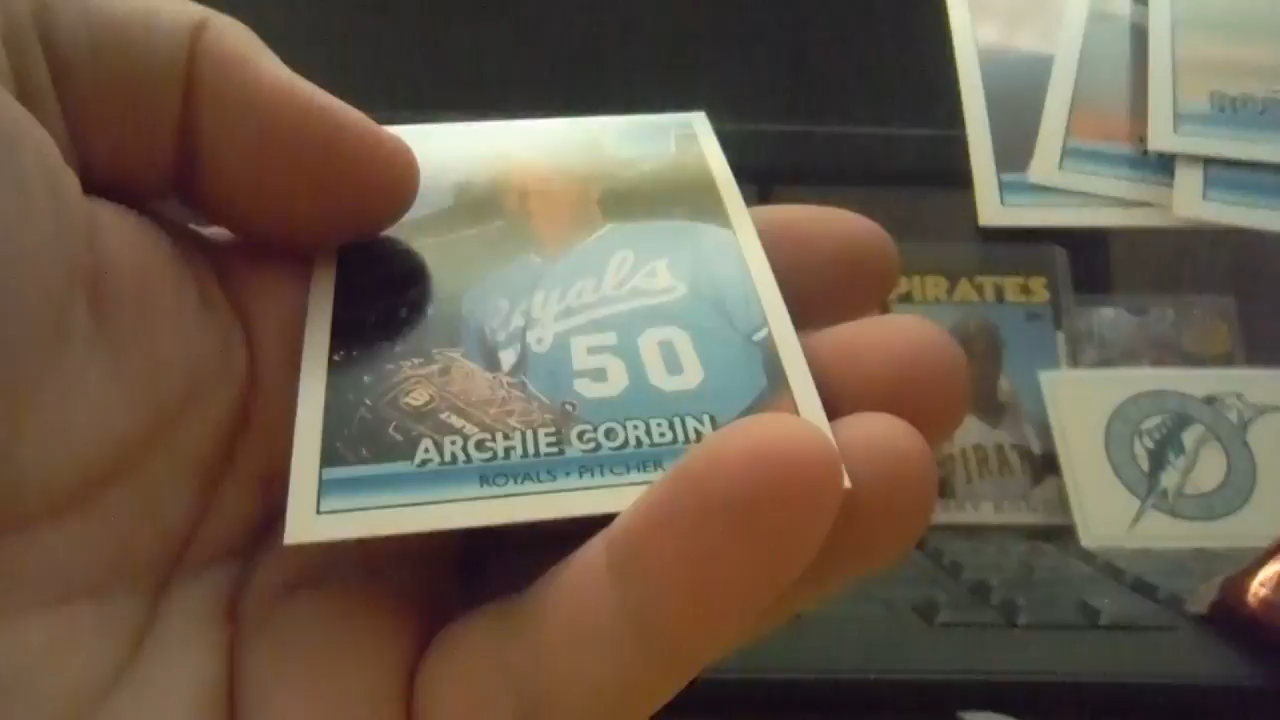 Royals
50
ARCHIE CORBIN
ROYALS • PITCHER
PIRATES
PIRAT